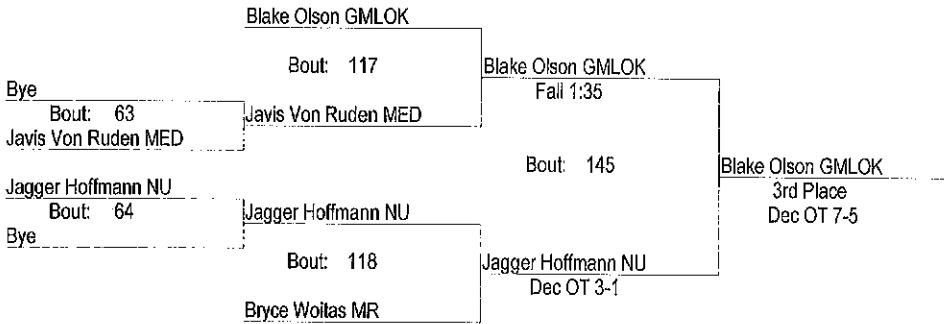 Blake Olson GMLOK
Bout: 117
Blake Olson GMLOK
Fall 1:35
Bye
Bout: 63
Javis Von Ruden MED
Javis Von Ruden MED
Bout: 145
Blake Olson GMLOK
3rd Place
Dec OT 7-5
Jagger Hoffmann NU
Bout: 64
Jagger Hoffmann NU
Bye
Bout: 118
Jagger Hoffmann NU
Dec OT 3-1
Bryce Woitas MR